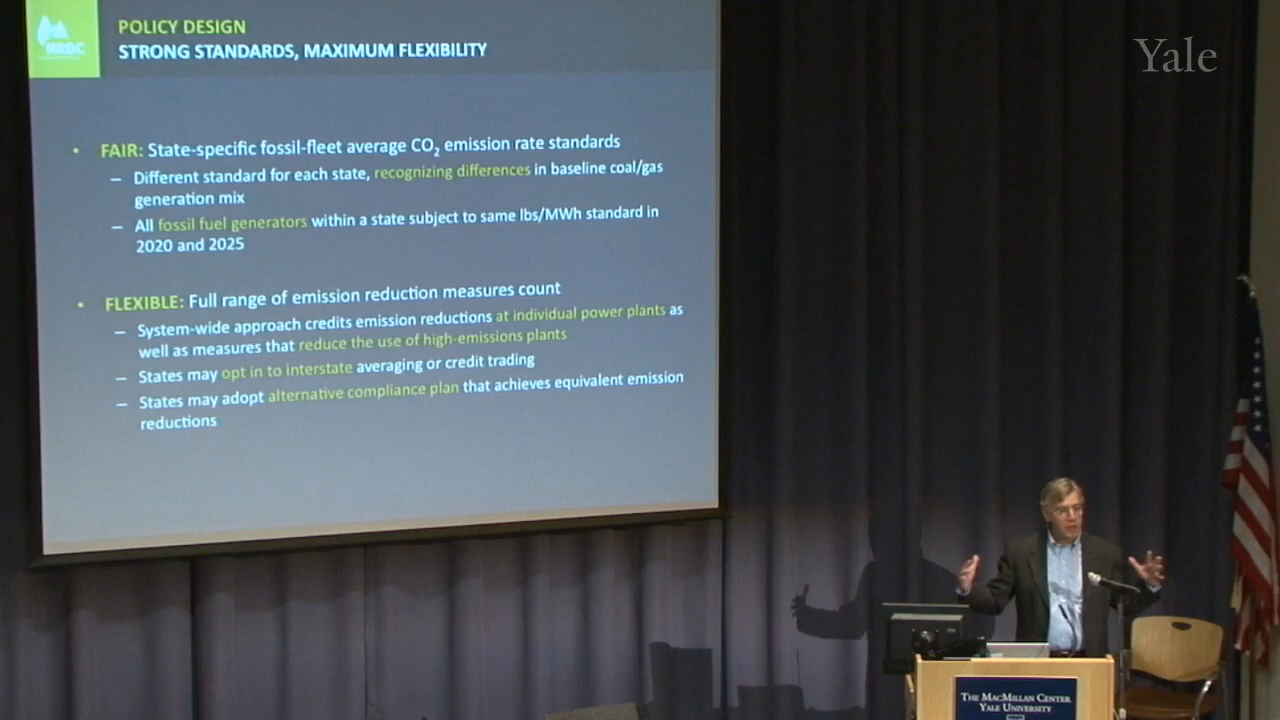 NRDC
POLICY DESIGN
STRONG STANDARDS, MAXIMUM FLEXIBILITY
Yale
• FAIR: State-specific fossil-fleet average CO₂ emission rate standards
– Different standard for each state, recognizing differences in baseline coal/gas
generation mix
– All fossil fuel generators within a state subject to same lbs/MWh standard in
2020 and 2025
• FLEXIBLE: Full range of emission reduction measures count
– System-wide approach credits emission reductions at individual power plants as
well as measures that reduce the use of high-emissions plants
– States may opt in to interstate averaging or credit trading
– States may adopt alternative compliance plan that achieves equivalent emission
reductions
THE MACMILLAN CENTER
YALE UNIVERSITY